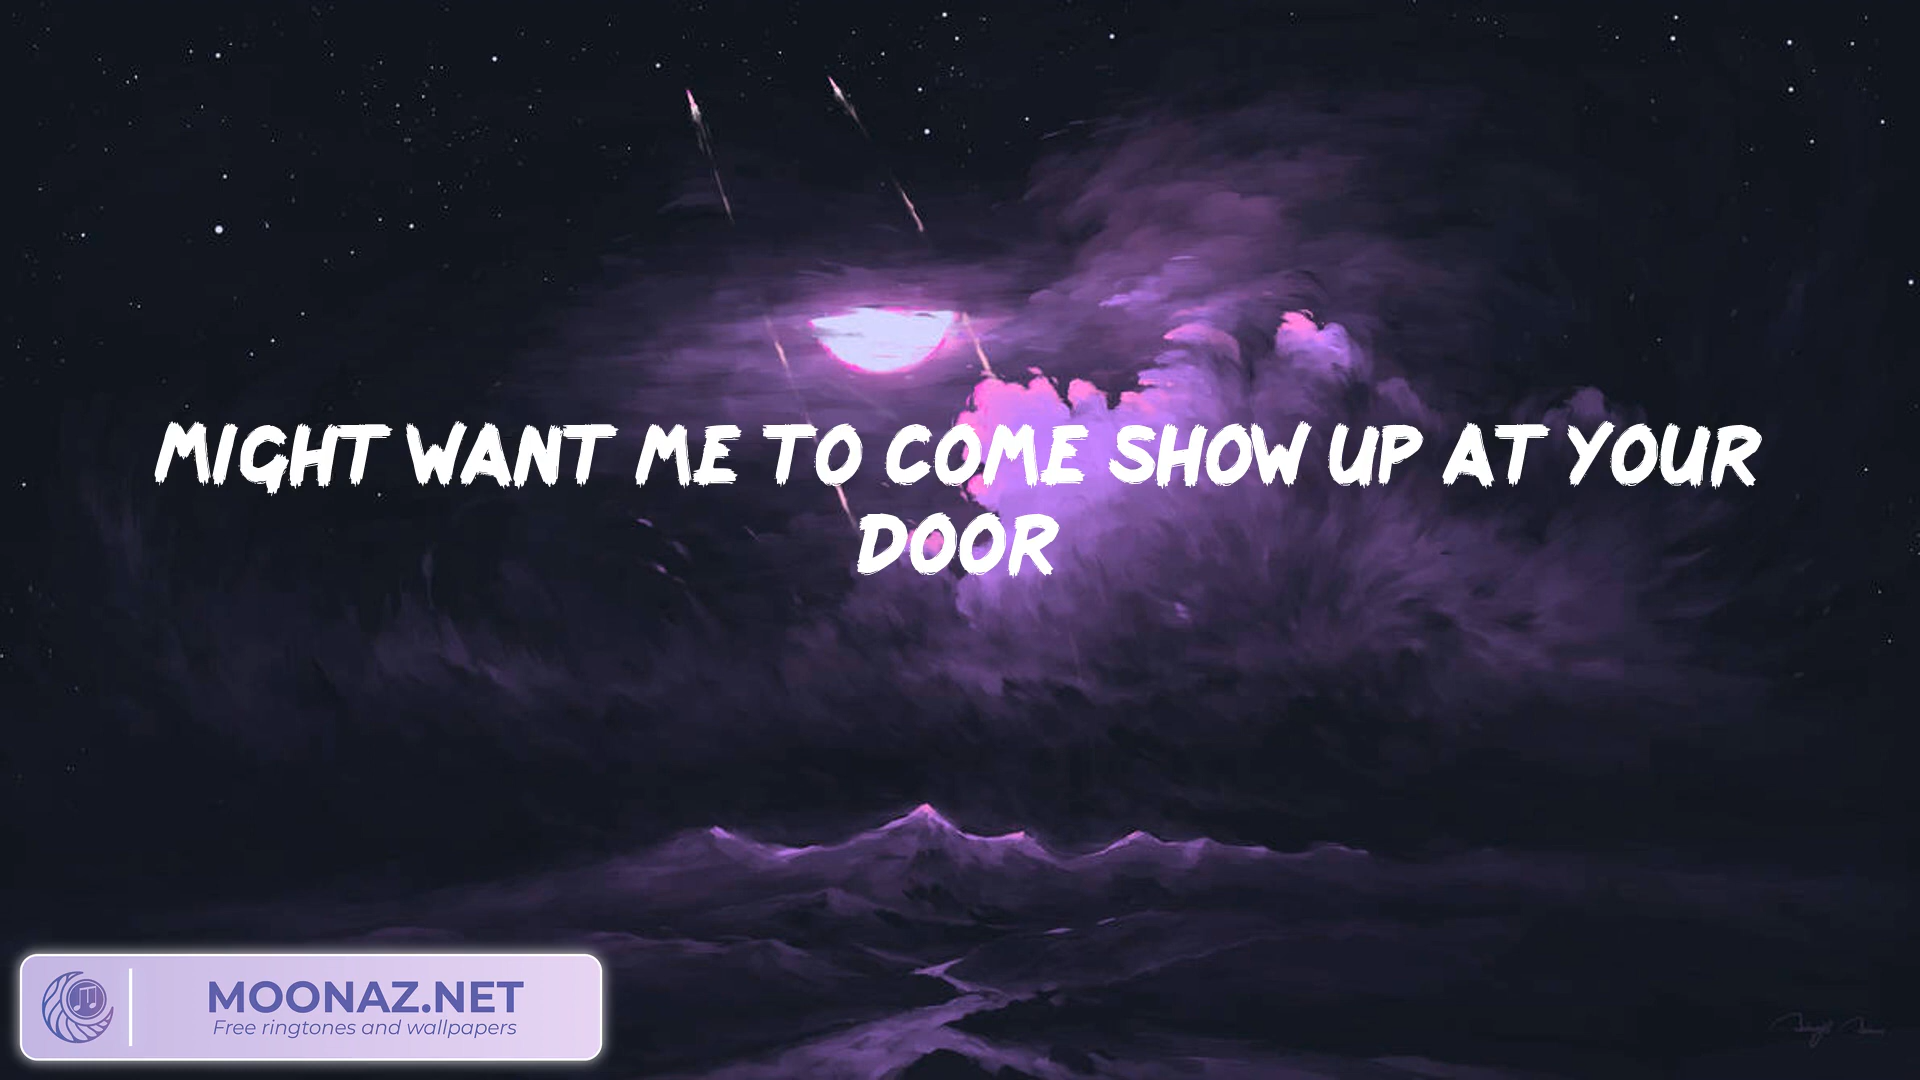 MIGHT WANT ME TO COME SHOW UP AT YOUR
DOOR
MOONAZ.NET
Free ringtones and wallpapers